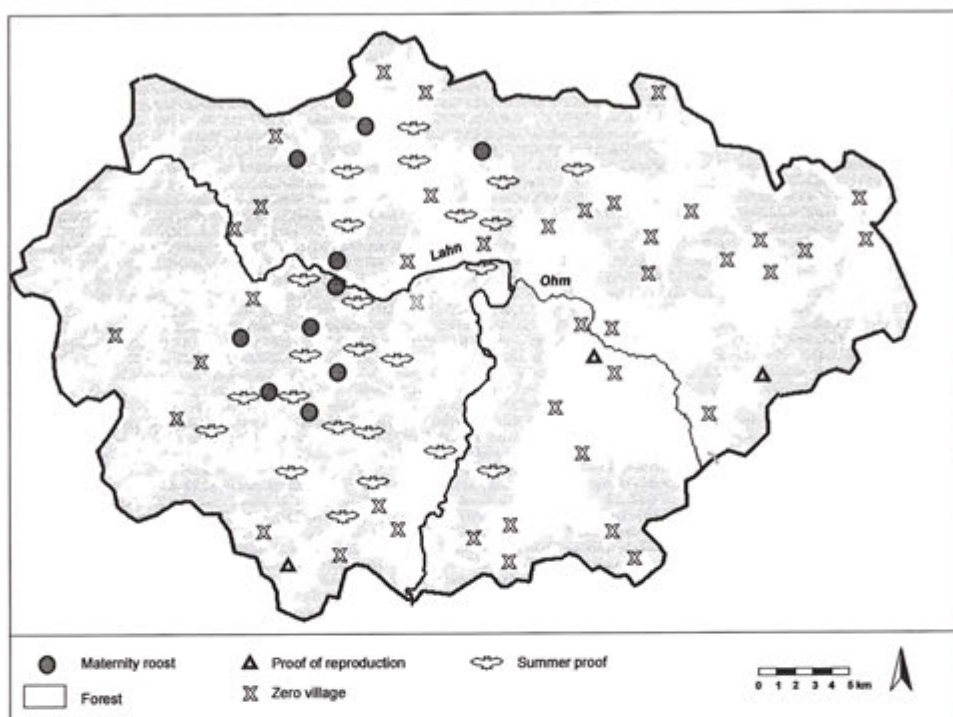 Lahn
Ohm
Maternity roost
Proof of reproduction
Summer proof
Forest
Zero village
0 1 2 3 4 5 km